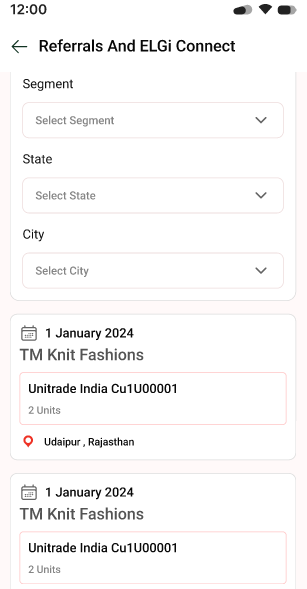 12:00
Referrals And ELGi Connect
Segment
Select Segment
State
Select State
City
Select City
1 January 2024
TM Knit Fashions
Unitrade India Cu1U00001
2 Units
Udaipur , Rajasthan
1 January 2024
TM Knit Fashions
Unitrade India Cu1U00001
2 Units